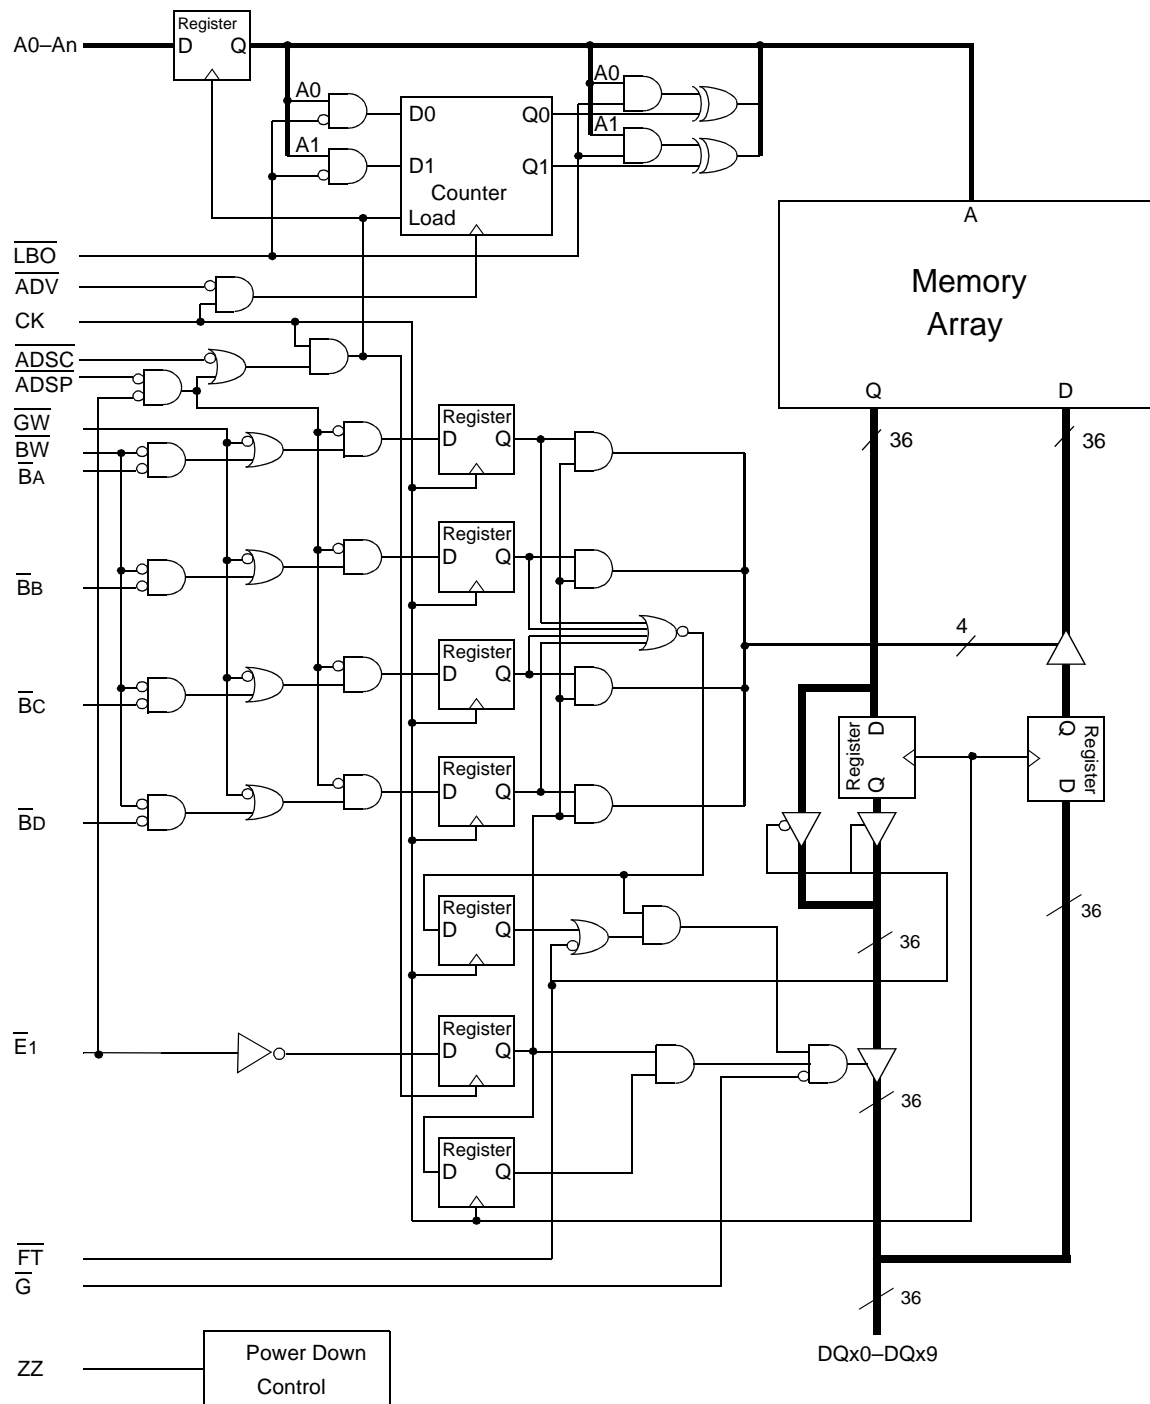 Register
A0–An
D Q
A0
A0
D0
Q0
A1
A1
D1
Q1
Counter
Load
A
LBO
ADV
Memory
CK
Array
ADSC
ADSP
Q D
GW
Register
D Q
36
36
BW
BA
Register
D Q
BB
4
Register
D Q
BC
Register
D
Q
Q
Register
D
Register
D Q
BD
Register
D Q
36
36
Register
E1
D Q
36
Register
D Q
FT
G
36
Power Down
Control
ZZ
DQx0–DQx9